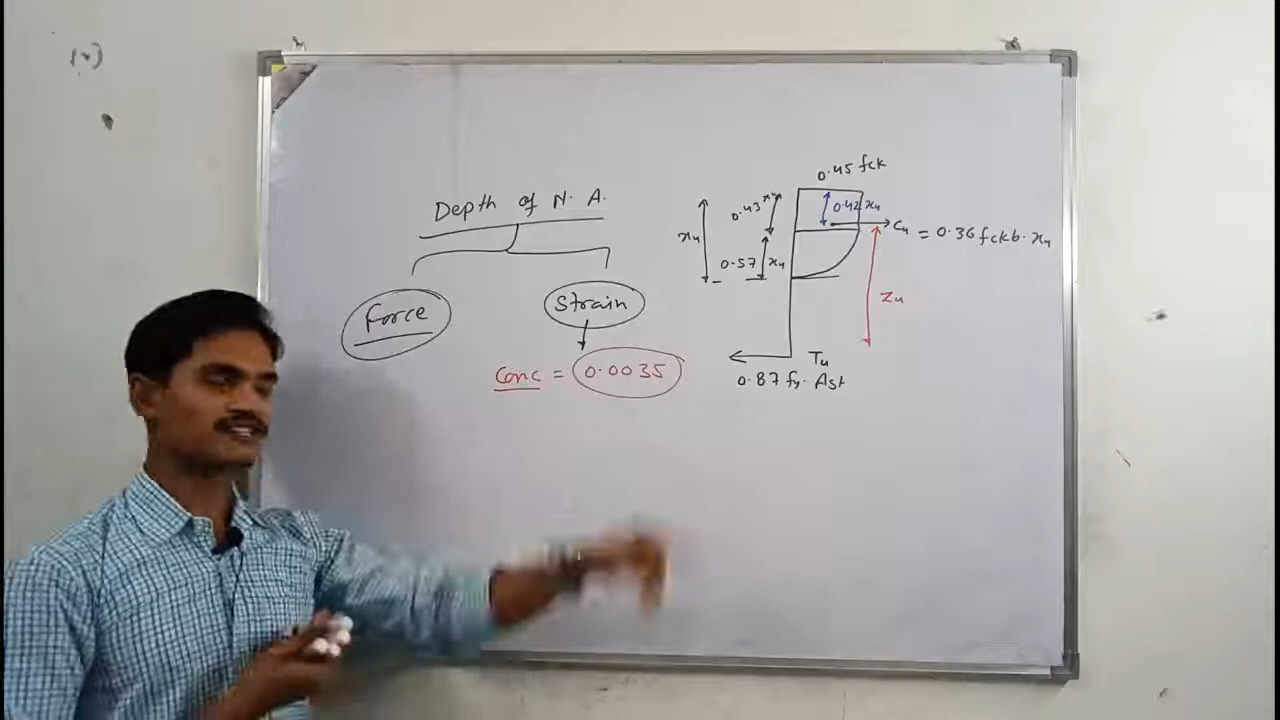 Depth of N. A.
Force
Strain
Conc = 0.0035
0.45 fck
0.43 xu
0.42 xu
xu
Cu = 0.36 fck b. xu
0.57 xu
Zu
Tu
0.87 fy. Ast